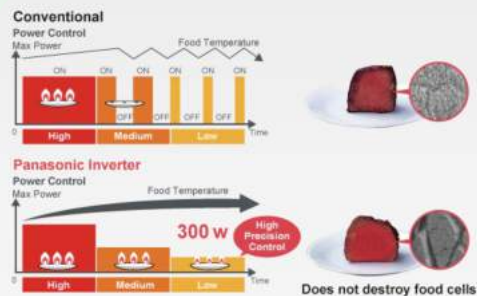 Conventional
Power Control
Max Power
Food Temperature
ON ON ON ON ON ON
OFF OFF OFF OFF
0
High Medium Low Time
Panasonic Inverter
Power Control
Max Power
Food Temperature
300 w
High
Precision
Control
0
High Medium Low Time
Does not destroy food cells